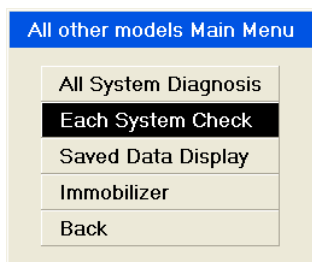 All other models Main Menu
All System Diagnosis
Each System Check
Saved Data Display
Immobilizer
Back